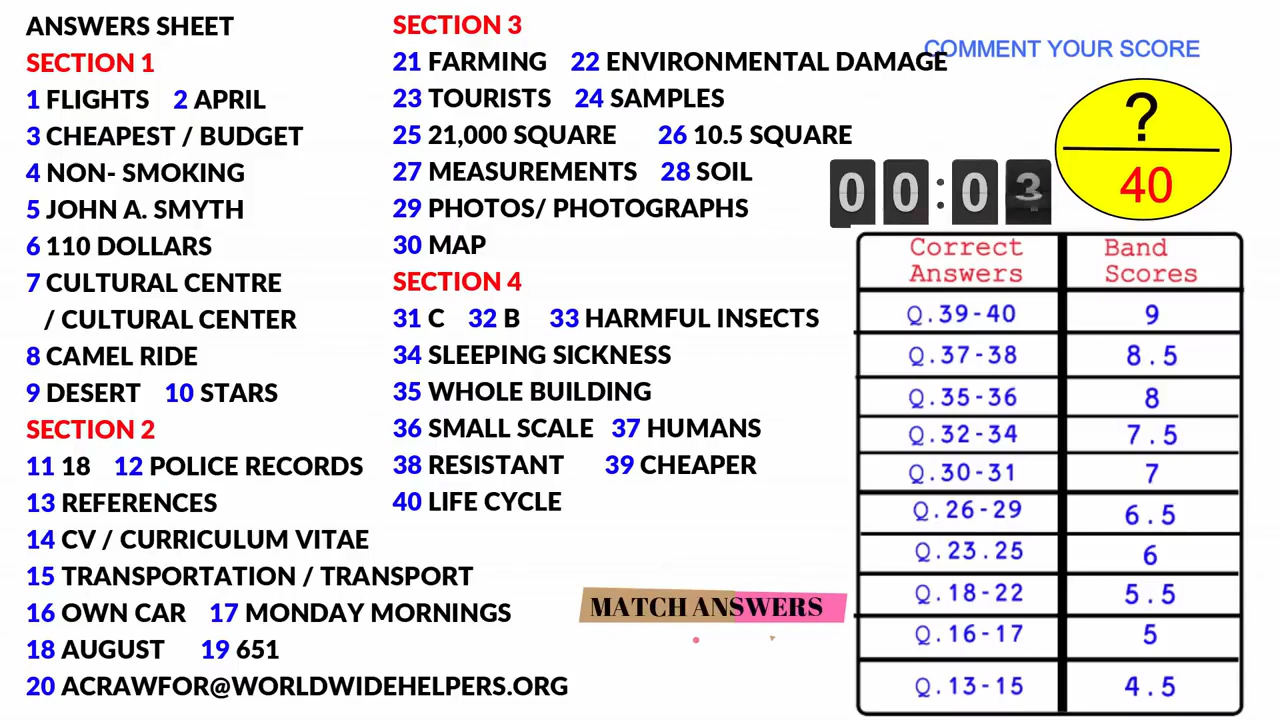 ANSWERS SHEET
SECTION 1
1 FLIGHTS 2 APRIL
3 CHEAPEST / BUDGET
4 NON- SMOKING
5 JOHN A. SMYTH
6 110 DOLLARS
7 CULTURAL CENTRE
/ CULTURAL CENTER
8 CAMEL RIDE
9 DESERT 10 STARS
SECTION 2
11 18 12 POLICE RECORDS
13 REFERENCES
14 CV / CURRICULUM VITAE
15 TRANSPORTATION / TRANSPORT
16 OWN CAR 17 MONDAY MORNINGS
18 AUGUST 19 651
20 ACRAWFOR@WORLDWIDEHELPERS.ORG
SECTION 3
21 FARMING 22 ENVIRONMENTAL DAMAGE
23 TOURISTS 24 SAMPLES
25 21,000 SQUARE 26 10.5 SQUARE
27 MEASUREMENTS 28 SOIL
29 PHOTOS/ PHOTOGRAPHS
30 MAP
SECTION 4
31 C 32 B 33 HARMFUL INSECTS
34 SLEEPING SICKNESS
35 WHOLE BUILDING
36 SMALL SCALE 37 HUMANS
38 RESISTANT 39 CHEAPER
40 LIFE CYCLE
MATCH ANSWERS
COMMENT YOUR SCORE
?
40
00:03
Correct Answers Band Scores
Q.39-40 9
Q.37-38 8.5
Q.35-36 8
Q.32-34 7.5
Q.30-31 7
Q.26-29 6.5
Q.23.25 6
Q.18-22 5.5
Q.16-17 5
Q.13-15 4.5